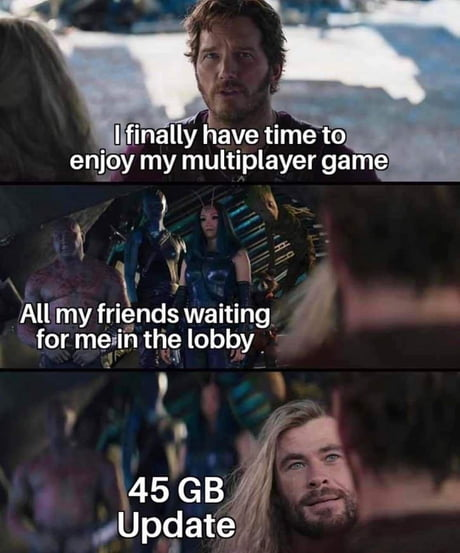 I finally have time to
enjoy my multiplayer game
All my friends waiting
for me in the lobby
45 GB
Update